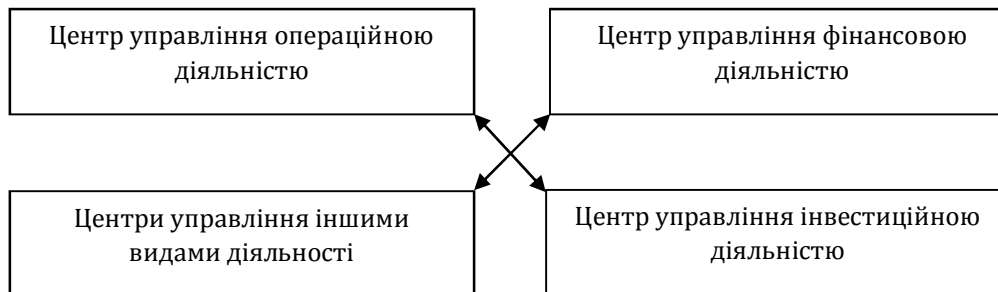 Центр управління операційною
діяльністю
Центр управління фінансовою
діяльністю
Центри управління іншими
видами діяльності
Центр управління інвестиційною
діяльністю